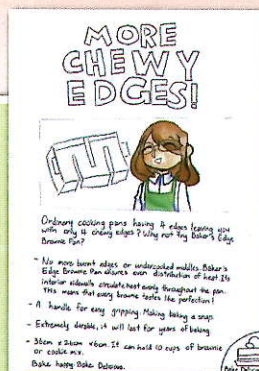 MORE
CHEWY
EDGES!
Ordinary cooking pans having 4 edges leaving you
with only 4 chewy edges? Why not try Baker's Edge
Brownie Pan?
- No more burnt edges or undercooked middles. Baker's
Edge Brownie Pan ensures even distribution of heat. Its
interior sidewalls circulate heat evenly throughout the pan.
This means that every brownie tastes like perfection!
- A handle for easy gripping. Making baking a snap.
- Extremely durable, it will last for years of baking
- 38cm x 26cm x 6cm. It can hold 10 cups of brownie
or cookie mix.
Bake happy. Bake Delicioso.